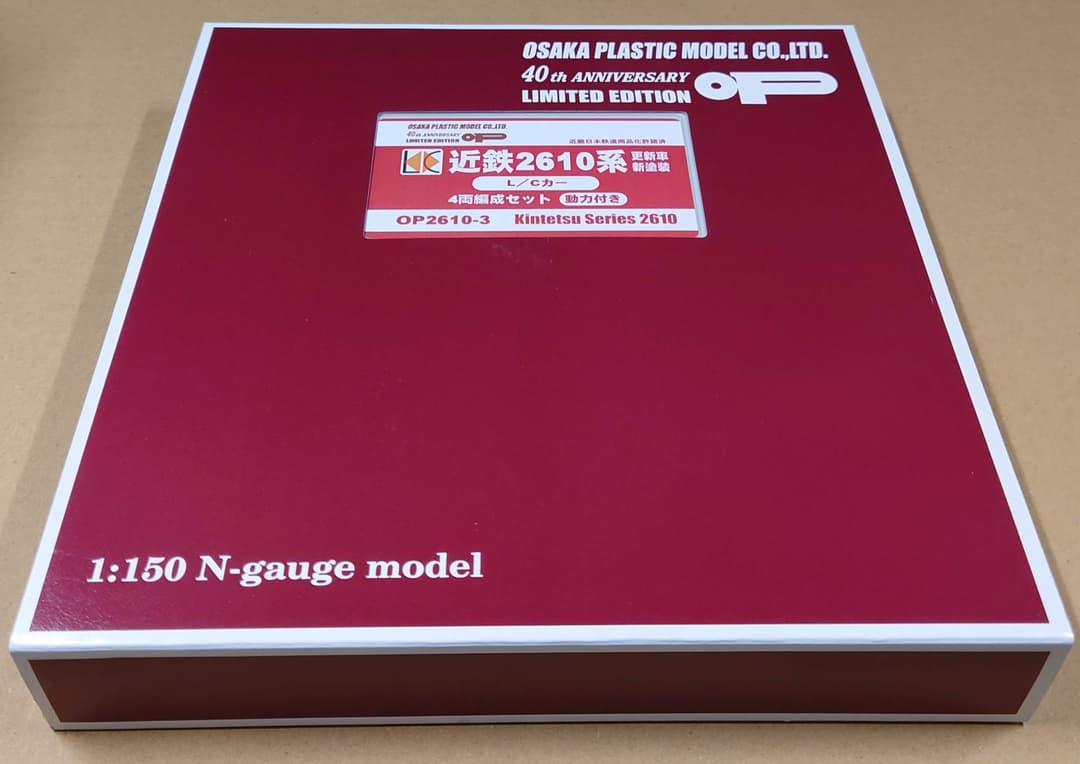 OSAKA PLASTIC MODEL CO.,LTD.
40th ANNIVERSARY
LIMITED EDITION OP
OSAKA PLASTIC MODEL CO.,LTD.
40th ANNIVERSARY
LIMITED EDITION OP
近畿日本鉄道商品化許諾済
L/C 近鉄2610系 更新車
新塗装
L/Cカー
4両編成セット 動力付き
OP2610-3 Kintetsu Series 2610
1:150 N-gauge model